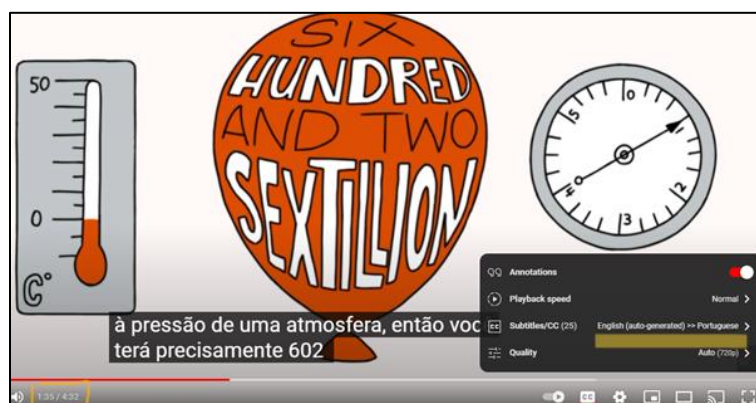 SIX
HUNDRED
AND TWO
SEXTILLION
50
0
C°
0
1
2
3
4
5
Annotations
Playback speed Normal >
CC Subtitles/CC (25) English (auto-generated) >> Portuguese >
Quality Auto (720p) >
à pressão de uma atmosfera, então voc
terá precisamente 602
1:35 / 4:32
CC